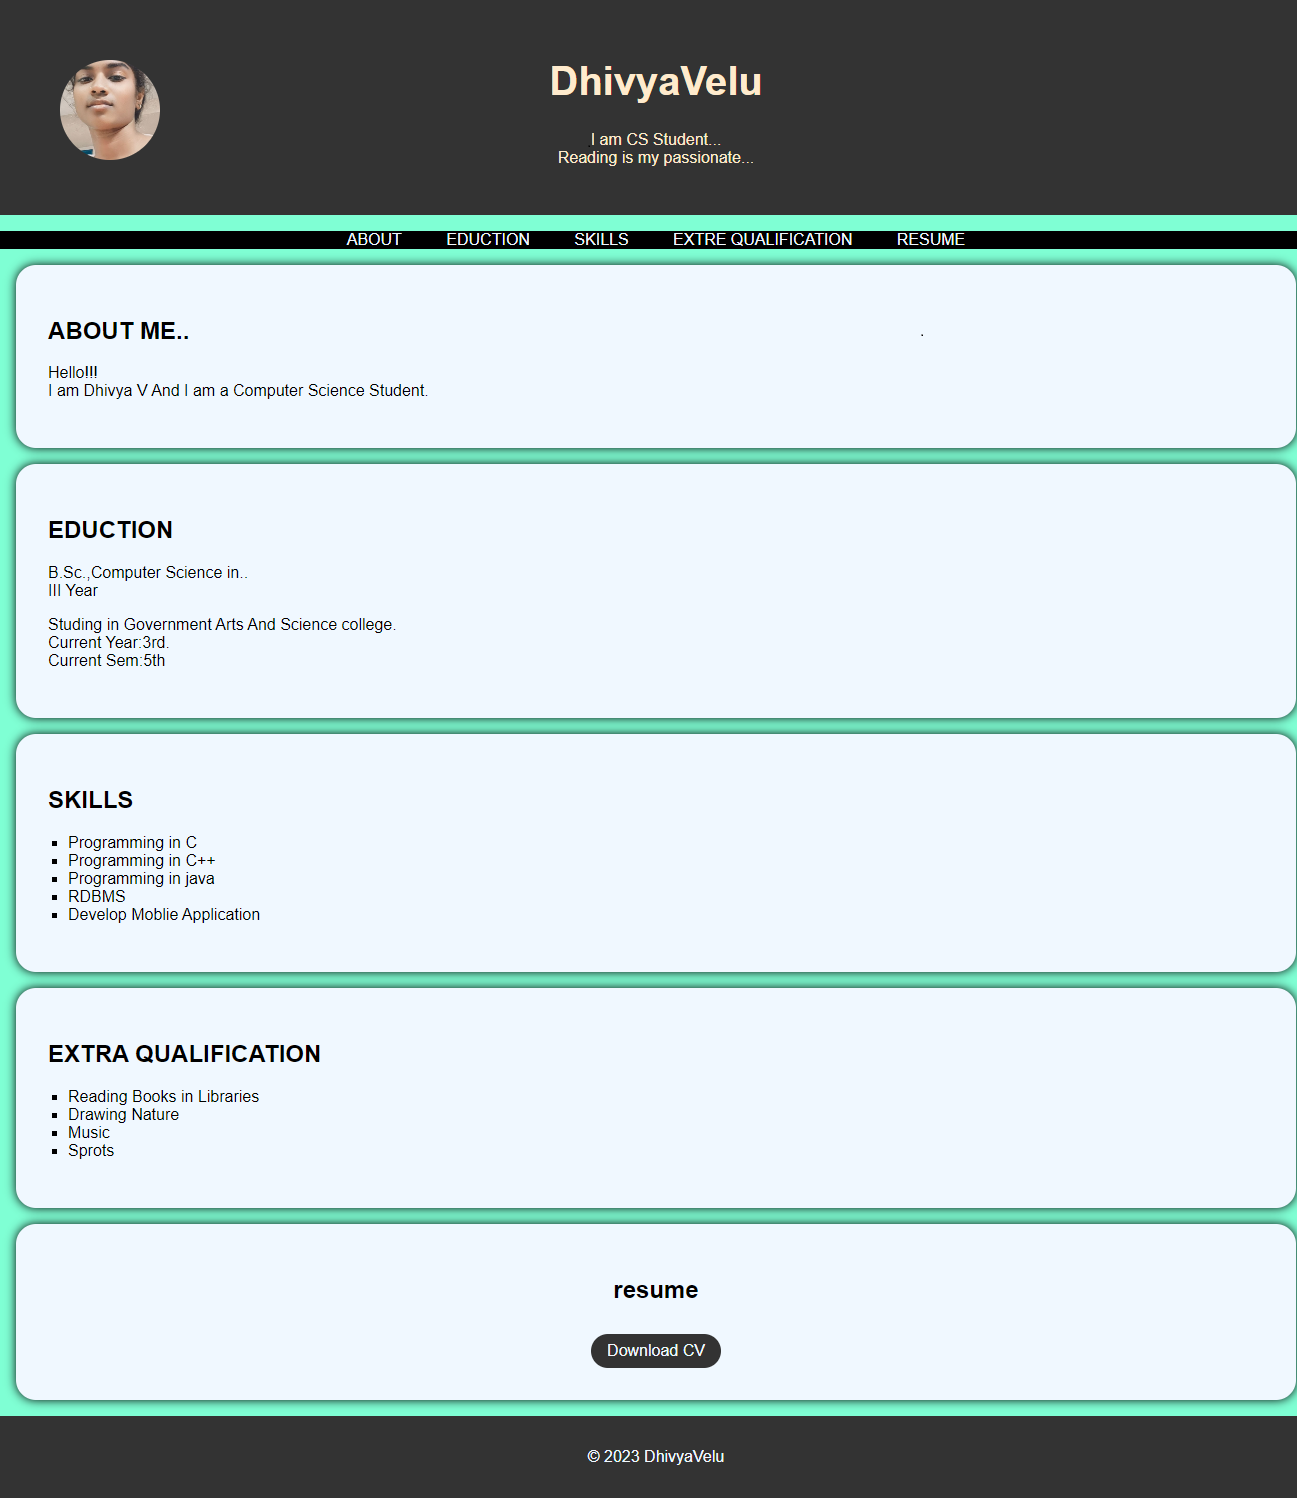 DhivyaVelu
I am CS Student...
Reading is my passionate...
ABOUT EDUCTION SKILLS EXTRE QUALIFICATION RESUME
ABOUT ME..
.
Hello!!!
I am Dhivya V And I am a Computer Science Student.
EDUCTION
B.Sc.,Computer Science in..
III Year
Studing in Government Arts And Science college.
Current Year:3rd.
Current Sem:5th
SKILLS
Programming in C
Programming in C++
Programming in java
RDBMS
Develop Moblie Application
EXTRA QUALIFICATION
Reading Books in Libraries
Drawing Nature
Music
Sprots
resume
Download CV
© 2023 DhivyaVelu